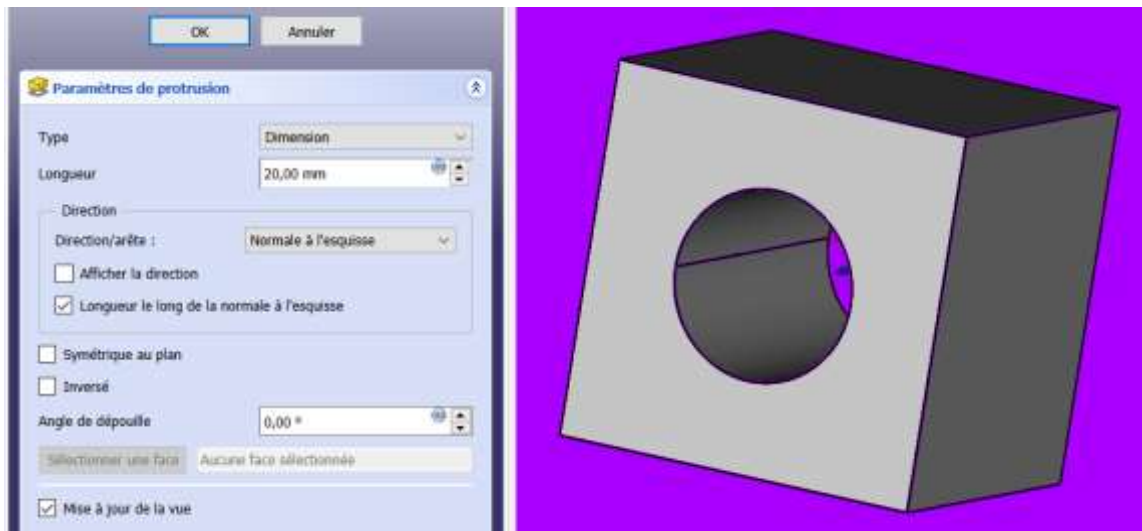 OK Annuler
Paramètres de protrusion
Type Dimension
Longueur 20,00 mm
Direction
Direction/arête : Normale à l'esquisse
Afficher la direction
Longueur le long de la normale à l'esquisse
Symétrique au plan
Inversé
Angle de dépouille 0,00 °
Sélectionner une face Aucune face sélectionnée
Mise à jour de la vue